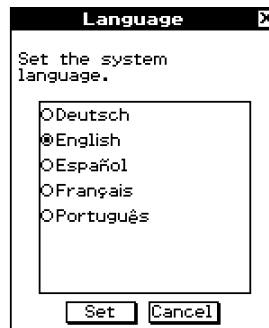 Language
Set the system
language.
Deutsch
English
Español
Français
Português
Set Cancel